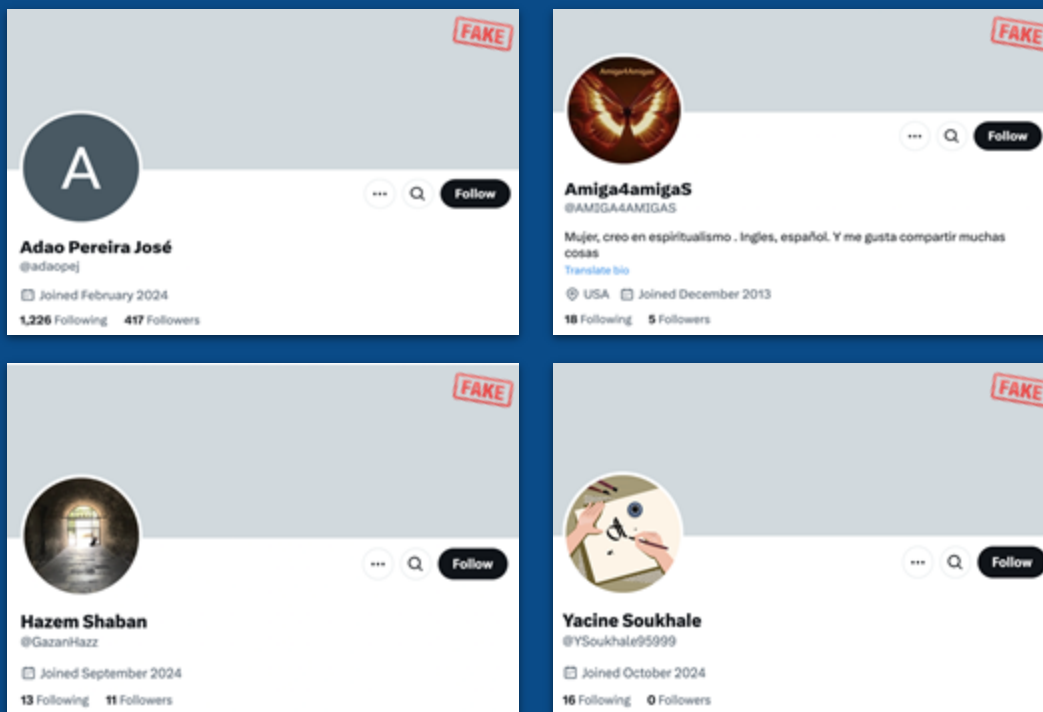 FAKE
A
Follow
Adao Pereira José
@adaopej
Joined February 2024
1,226 Following 417 Followers
FAKE
Amiga4Amigas
Follow
Amiga4amigaS
@AMIGA4AMIGAS
Mujer, creo en espiritualismo . Ingles, español. Y me gusta compartir muchas
cosas
Translate bio
USA Joined December 2013
18 Following 5 Followers
FAKE
Follow
Hazem Shaban
@GazanHazz
Joined September 2024
13 Following 11 Followers
FAKE
Follow
Yacine Soukhale
@YSoukhale95999
Joined October 2024
16 Following 0 Followers